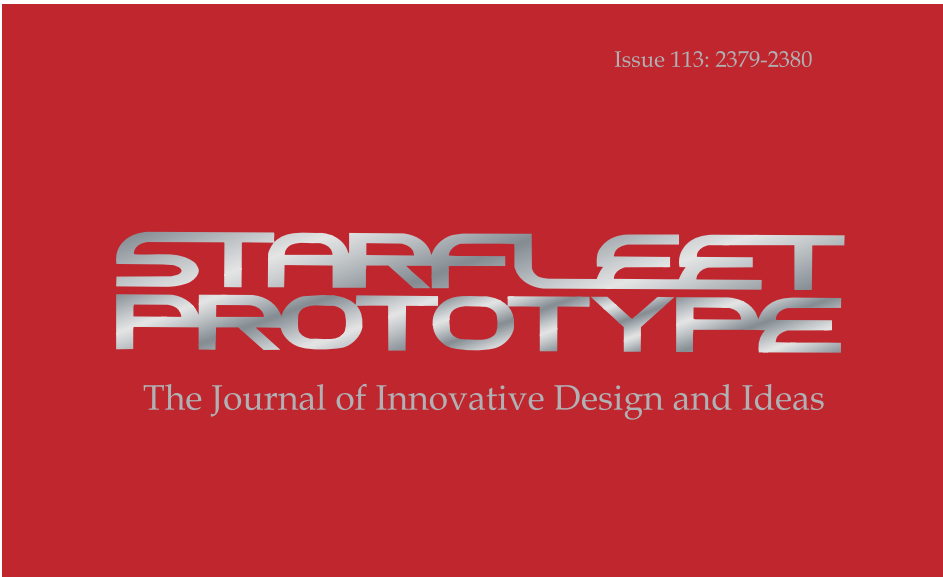 Issue 113: 2379-2380
STARFLEET
PROTOTYPE
The Journal of Innovative Design and Ideas